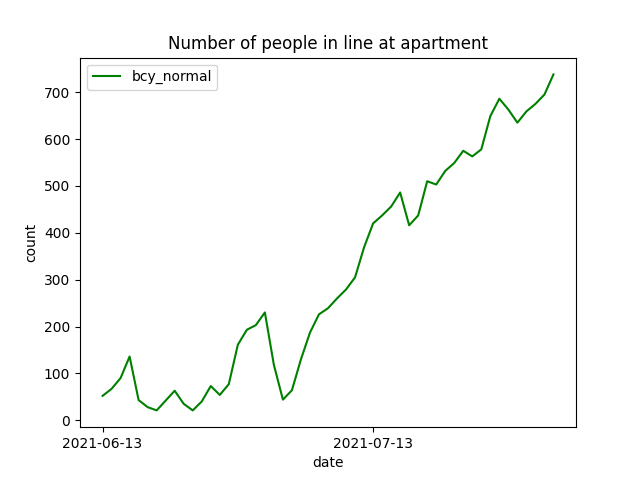 Number of people in line at apartment
bcy_normal
700
600
500
400
300
200
100
0
count
2021-06-13
2021-07-13
date